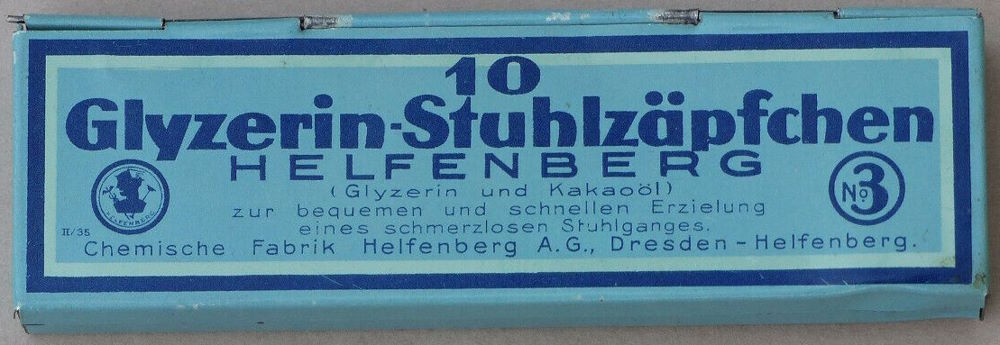 10
Glyzerin-Stuhlzäpfchen
HELFENBERG
(Glyzerin und Kakaoöl)
zur bequemen und schnellen Erzielung
eines schmerzlosen Stuhlganges.
Chemische Fabrik Helfenberg A.G., Dresden-Helfenberg.
HELFENBERG
II/35
No. 3